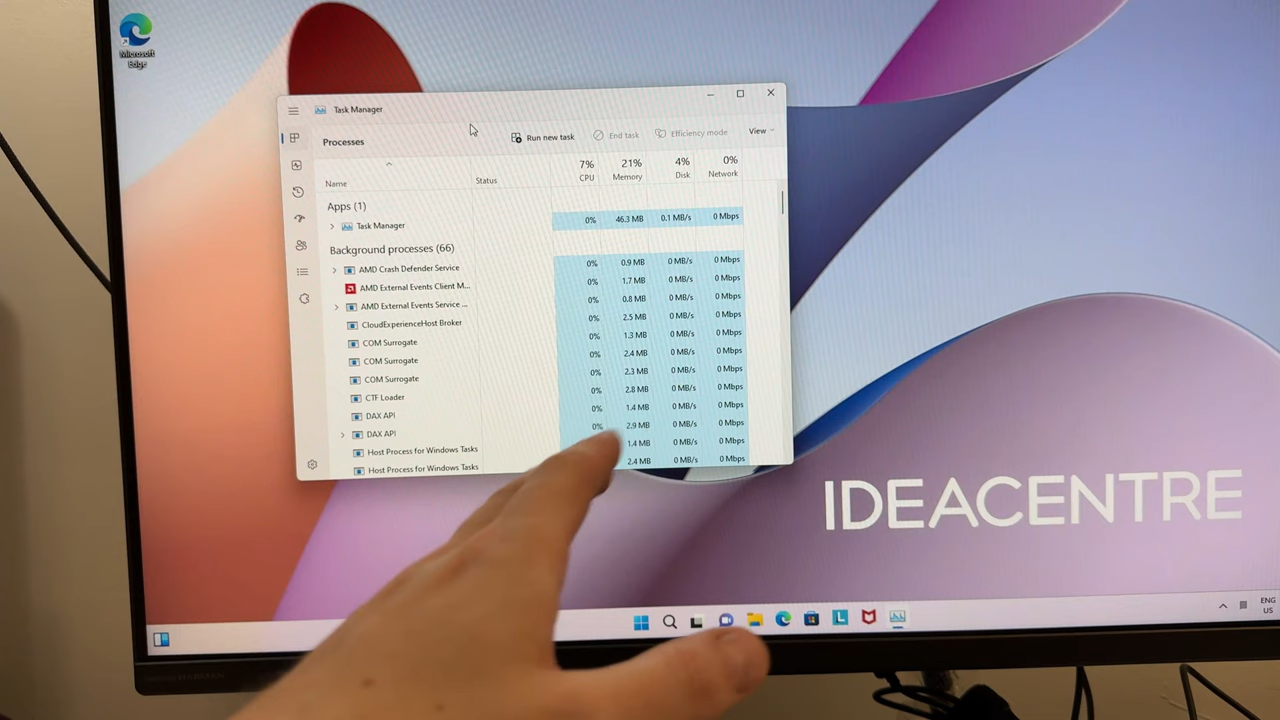 Microsoft
Edge
Task Manager
Processes
Run new task
End task
Efficiency mode
View
Name
Status
7%
CPU
21%
Memory
4%
Disk
0%
Network
Apps (1)
Task Manager 0% 46.3 MB 0.1 MB/s 0 Mbps
Background processes (66)
AMD Crash Defender Service 0% 0.9 MB 0 MB/s 0 Mbps
AMD External Events Client M... 0% 1.7 MB 0 MB/s 0 Mbps
AMD External Events Service ... 0% 0.8 MB 0 MB/s 0 Mbps
CloudExperienceHost Broker 0% 2.5 MB 0 MB/s 0 Mbps
COM Surrogate 0% 1.3 MB 0 MB/s 0 Mbps
COM Surrogate 0% 2.4 MB 0 MB/s 0 Mbps
COM Surrogate 0% 2.3 MB 0 MB/s 0 Mbps
CTF Loader 0% 2.8 MB 0 MB/s 0 Mbps
DAX API 0% 1.4 MB 0 MB/s 0 Mbps
DAX API 0% 2.9 MB 0 MB/s 0 Mbps
Host Process for Windows Tasks 1.4 MB 0 MB/s 0 Mbps
Host Process for Windows Tasks 2.4 MB 0 MB/s 0 Mbps
IDEACENTRE
L
ENG
US